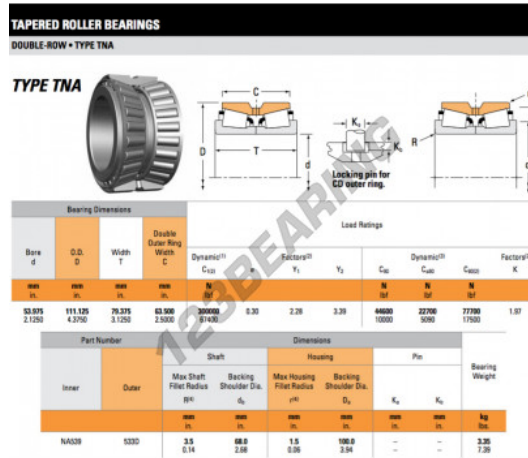 TAPERED ROLLER BEARINGS
DOUBLE-ROW • TYPE TNA
TYPE TNA
C
D
T
d
Kₐ
R
Locking pin for
CD outer ring.
123BEARING
Bearing Dimensions
Load Ratings
Bore
d
O.D.
D
Width
T
Double
Outer Ring
Width
C
Dynamic(1)
C1(2)
e
Factors(2)
Y1
Y2
C90
Dynamic(3)
Ca90
C90(2)
Factors(2)
K
mm mm mm mm N N N N
in. in. in. in. lbf lbf lbf lbf
53.975 111.125 79.375 63.500 300000 0.30 2.28 3.39 44600 22700 77700 1.97
2.1250 4.3750 3.1250 2.5000 67400 10000 5090 17500
Part Number
Dimensions
Bearing
Weight
Shaft
Housing
Pin
Inner
Outer
Max Shaft
Fillet Radius
R(4)
Backing
Shoulder Dia.
Max Housing
Fillet Radius
r(4)
Backing
Shoulder Dia.
mm mm mm mm mm mm kg
in. in. in. in. in. in. lbs.
NA539 533D 3.5 68.0 1.5 100.0 – – 3.35
0.14 2.68 0.06 3.94 – – 7.39